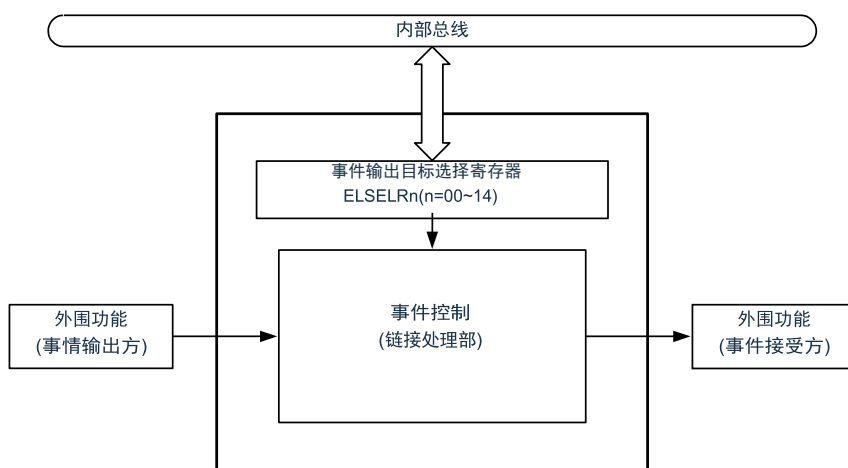 内部总线
事件输出目标选择寄存器
ELSELRn(n=00~14)
事件控制
(链接处理部)
外围功能
(事情输出方)
外围功能
(事件接受方)